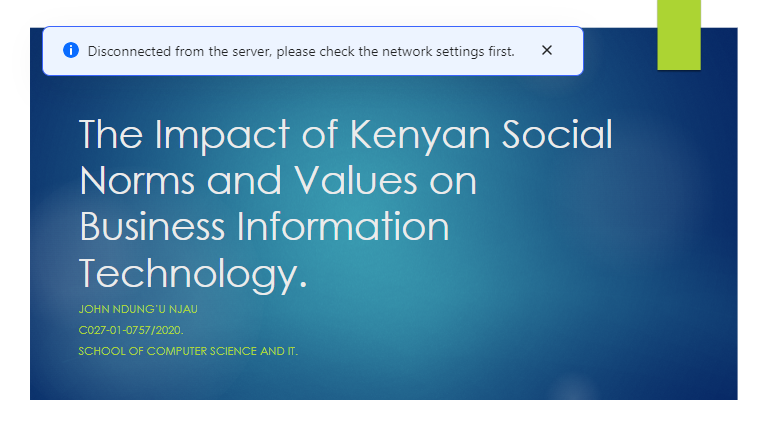 Disconnected from the server, please check the network settings first.
The Impact of Kenyan Social
Norms and Values on
Business Information
Technology.
JOHN NDUNG'U NJAU
C027-01-0757/2020.
SCHOOL OF COMPUTER SCIENCE AND IT.